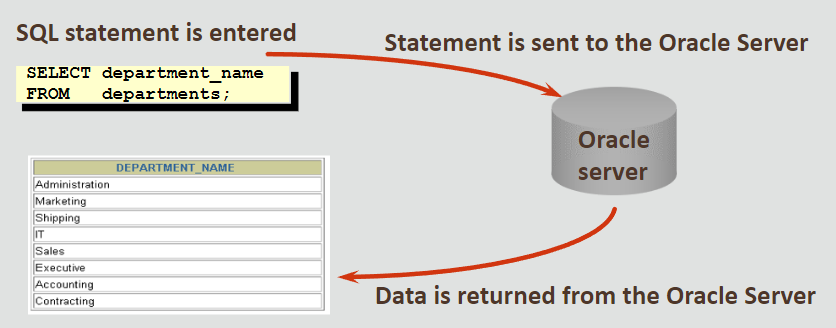 SQL statement is entered
Statement is sent to the Oracle Server
SELECT department_name
FROM departments;
Oracle
server
DEPARTMENT_NAME
Administration
Marketing
Shipping
IT
Sales
Executive
Accounting
Contracting
Data is returned from the Oracle Server